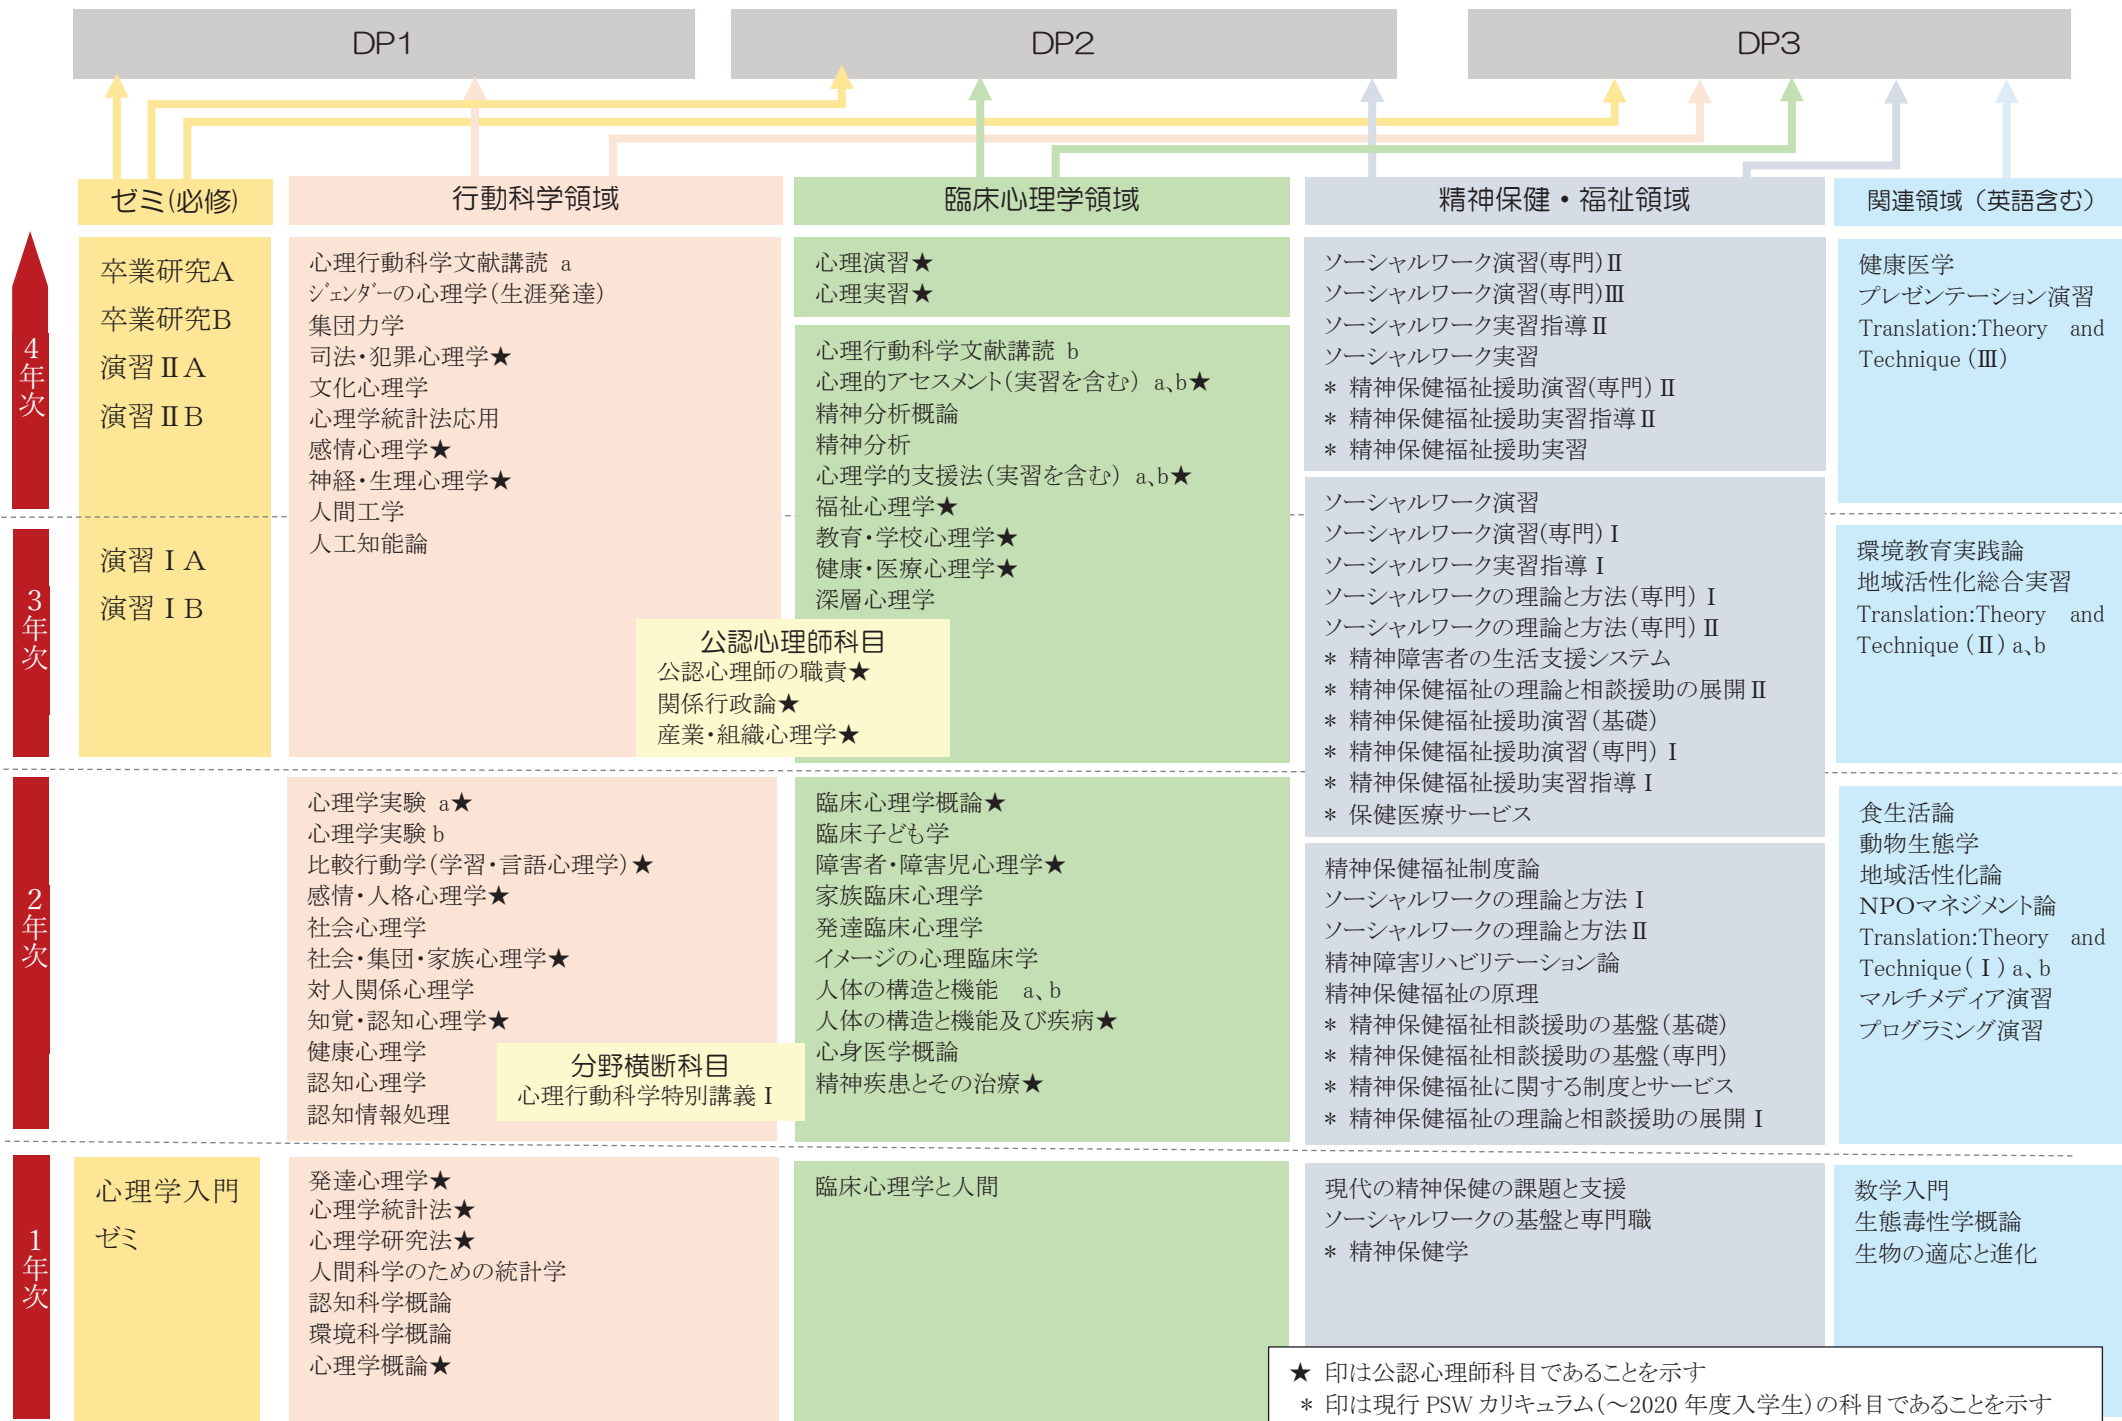 DP1
DP2
DP3
ゼミ(必修)
行動科学領域
臨床心理学領域
精神保健・福祉領域
関連領域（英語含む）
4年次
卒業研究A
卒業研究B
演習ⅡA
演習ⅡB
心理行動科学文献講読 a
ジェンダーの心理学(生涯発達)
集団力学
司法・犯罪心理学★
文化心理学
心理学統計法応用
感情心理学★
神経・生理心理学★
人間工学
人工知能論
心理演習★
心理実習★
心理行動科学文献講読 b
心理的アセスメント(実習を含む) a、b★
精神分析概論
精神分析
心理学的支援法(実習を含む) a、b★
福祉心理学★
教育・学校心理学★
健康・医療心理学★
深層心理学
ソーシャルワーク演習(専門)Ⅱ
ソーシャルワーク演習(専門)Ⅲ
ソーシャルワーク実習指導Ⅱ
ソーシャルワーク実習
* 精神保健福祉援助演習(専門)Ⅱ
* 精神保健福祉援助実習指導Ⅱ
* 精神保健福祉援助実習
健康医学
プレゼンテーション演習
Translation:Theory and
Technique(Ⅲ)
3年次
演習ⅠA
演習ⅠB
公認心理師科目
公認心理師の職責★
関係行政論★
産業・組織心理学★
ソーシャルワーク演習
ソーシャルワーク演習(専門)Ⅰ
ソーシャルワーク実習指導Ⅰ
ソーシャルワークの理論と方法(専門)Ⅰ
ソーシャルワークの理論と方法(専門)Ⅱ
* 精神障害者の生活支援システム
* 精神保健福祉の理論と相談援助の展開Ⅱ
* 精神保健福祉援助演習(基礎)
* 精神保健福祉援助演習(専門)Ⅰ
* 精神保健福祉援助実習指導Ⅰ
* 保健医療サービス
環境教育実践論
地域活性化総合実習
Translation:Theory and
Technique(Ⅱ)a、b
2年次
心理学実験 a★
心理学実験b
比較行動学(学習・言語心理学)★
感情・人格心理学★
社会心理学
社会・集団・家族心理学★
対人関係心理学
知覚・認知心理学★
健康心理学
認知心理学
認知情報処理
分野横断科目
心理行動科学特別講義Ⅰ
臨床心理学概論★
臨床子ども学
障害者・障害児心理学★
家族臨床心理学
発達臨床心理学
イメージの心理臨床学
人体の構造と機能 a、b
人体の構造と機能及び疾病★
心身医学概論
精神疾患とその治療★
精神保健福祉制度論
ソーシャルワークの理論と方法Ⅰ
ソーシャルワークの理論と方法Ⅱ
精神障害リハビリテーション論
精神保健福祉の原理
* 精神保健福祉相談援助の基盤(基礎)
* 精神保健福祉相談援助の基盤(専門)
* 精神保健福祉に関する制度とサービス
* 精神保健福祉の理論と相談援助の展開Ⅰ
食生活論
動物生態学
地域活性化論
NPOマネジメント論
Translation:Theory and
Technique(Ⅰ)a、b
マルチメディア演習
プログラミング演習
1年次
心理学入門
ゼミ
発達心理学★
心理学統計法★
心理学研究法★
人間科学のための統計学
認知科学概論
環境科学概論
心理学概論★
臨床心理学と人間
現代の精神保健の課題と支援
ソーシャルワークの基盤と専門職
* 精神保健学
数学入門
生態毒性学概論
生物の適応と進化
★ 印は公認心理師科目であることを示す
* 印は現行PSWカリキュラム(～2020年度入学生)の科目であることを示す